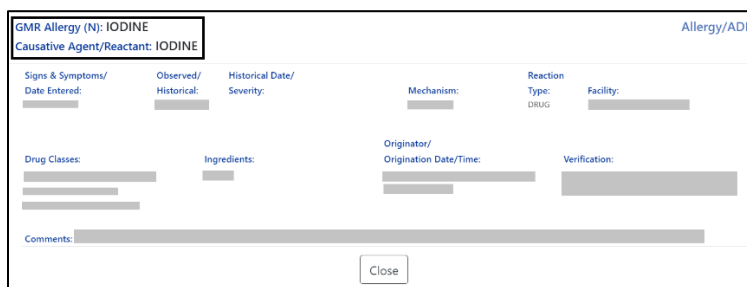 GMR Allergy (N): IODINE
Allergy/AD
Causative Agent/Reactant: IODINE
Signs & Symptoms/ Observed/ Historical Date/ Reaction
Date Entered: Historical: Severity: Mechanism: Type: Facility:
DRUG
Originator/
Drug Classes: Ingredients: Origination Date/Time: Verification:
Comments:
Close